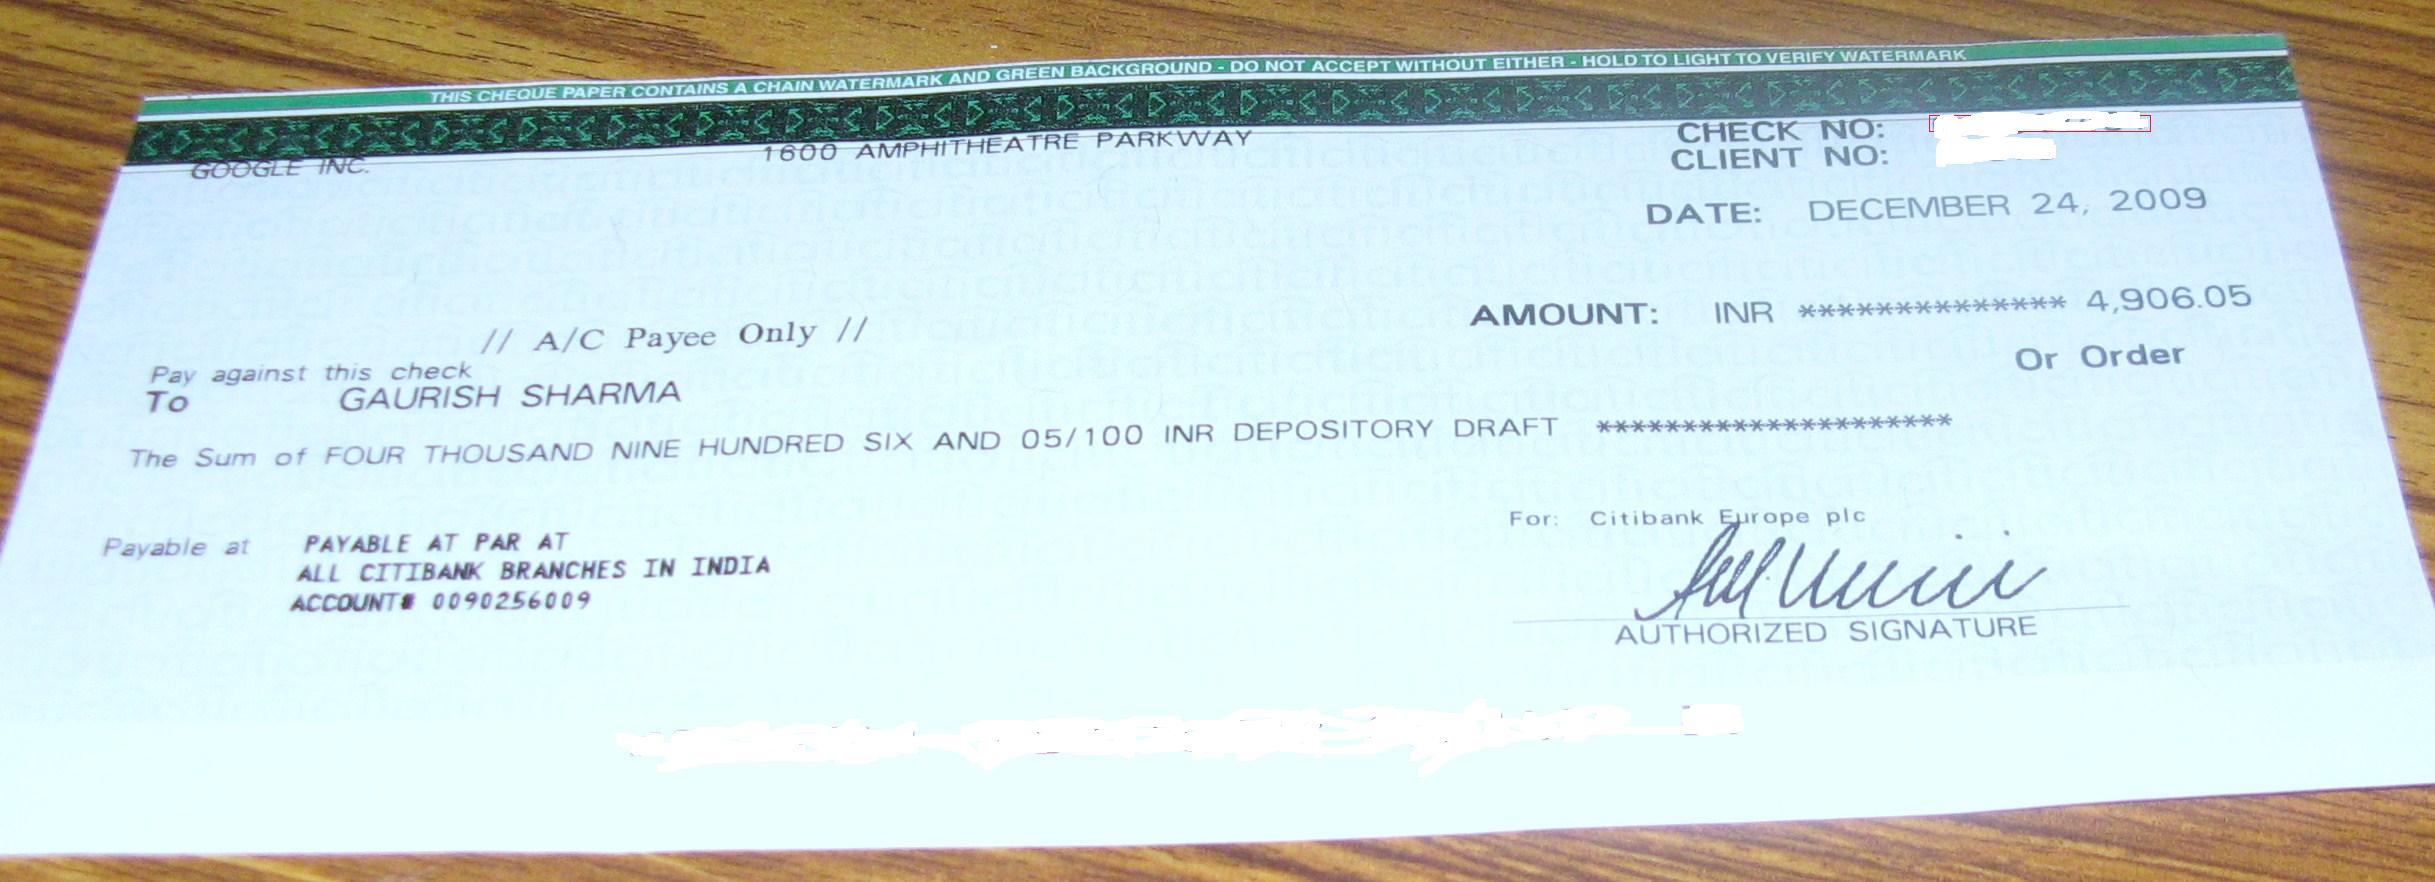 THIS CHEQUE PAPER CONTAINS A CHAIN WATERMARK AND GREEN BACKGROUND - DO NOT ACCEPT WITHOUT EITHER - HOLD TO LIGHT TO VERIFY WATERMARK
GOOGLE INC. 1600 AMPHITHEATRE PARKWAY CHECK NO:
CLIENT NO:
DATE: DECEMBER 24, 2009
AMOUNT: INR ************** 4,906.05
// A/C Payee Only //
Or Order
Pay against this check
To GAURISH SHARMA
The Sum of FOUR THOUSAND NINE HUNDRED SIX AND 05/100 INR DEPOSITORY DRAFT *********************
For: Citibank Europe plc
Payable at PAYABLE AT PAR AT
ALL CITIBANK BRANCHES IN INDIA
ACCOUNT# 0090256009
AUTHORIZED SIGNATURE